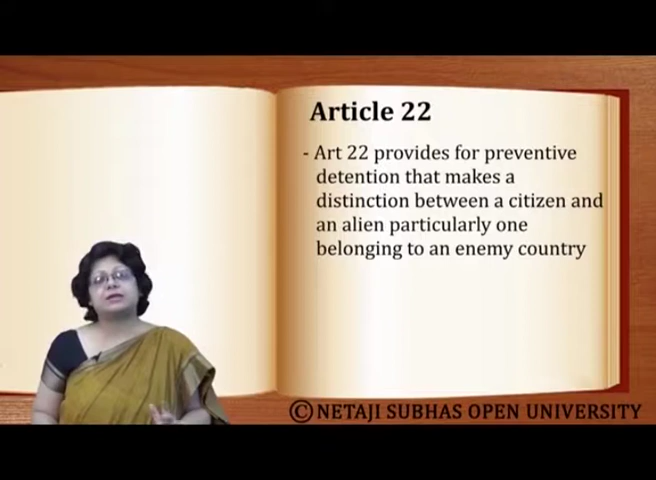 Article 22
- Art 22 provides for preventive
detention that makes a
distinction between a citizen and
an alien particularly one
belonging to an enemy country
© NETAJI SUBHAS OPEN UNIVERSITY